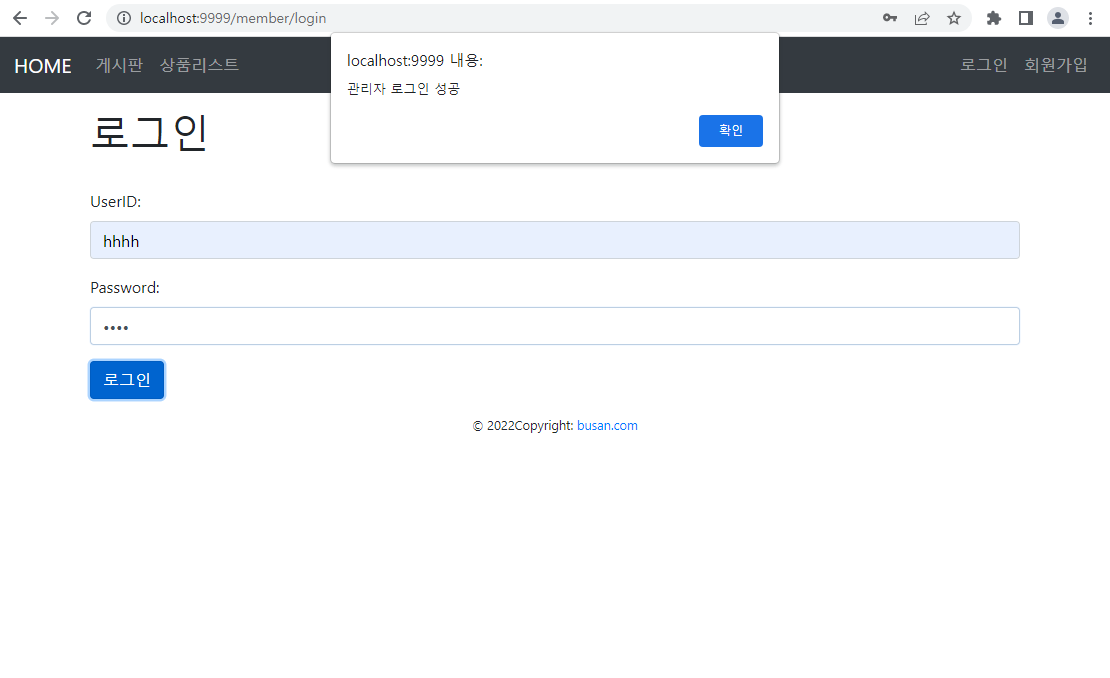 localhost:9999/member/login
localhost:9999 내용:
관리자 로그인 성공
확인
HOME 게시판 상품리스트 로그인 회원가입
로그인
UserID:
hhhh
Password:
••••
로그인
© 2022Copyright: busan.com